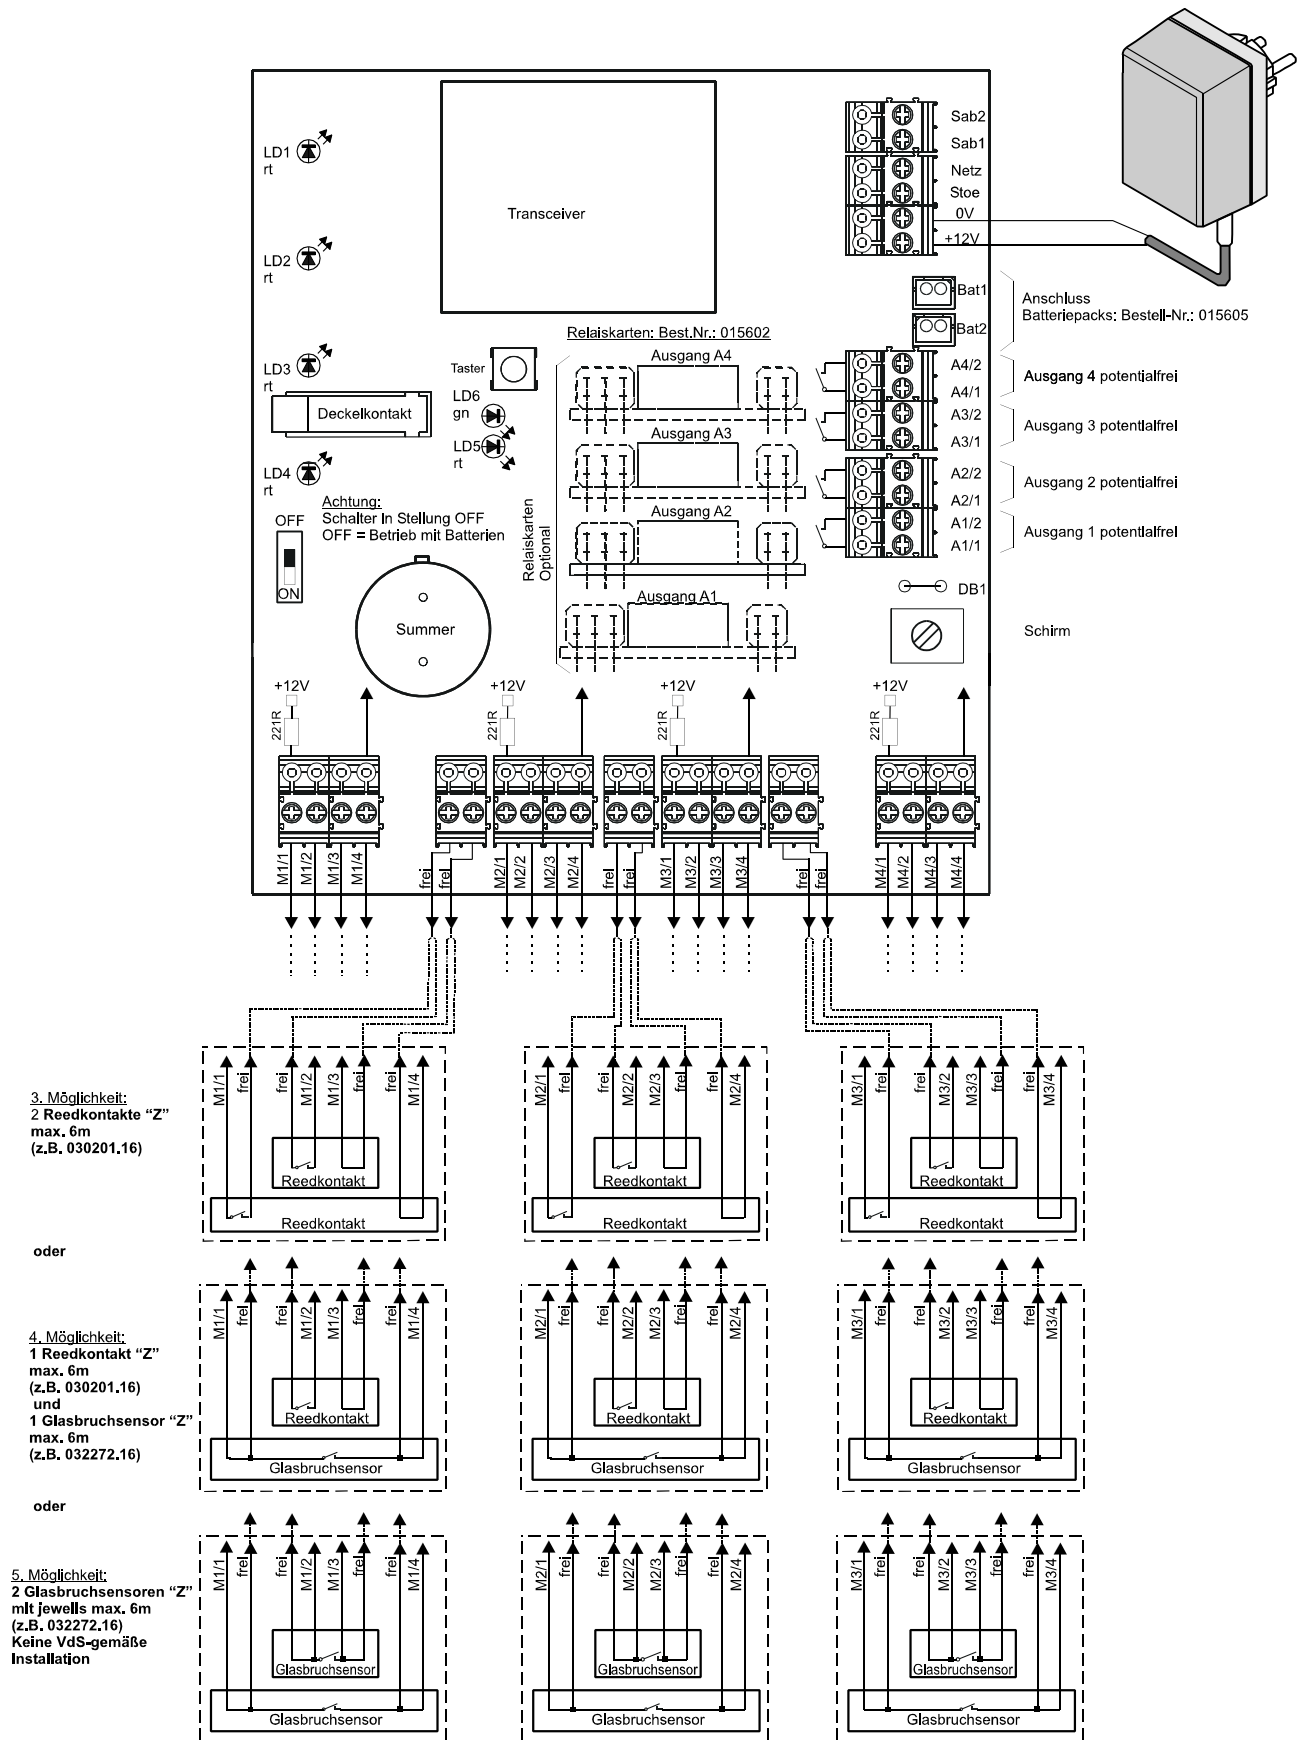 Sab2
Sab1
LD1
rt
Netz
Stoe
Transceiver
0V
+12V
LD2
rt
Bat1
Anschluss
Batteriepacks: Bestell-Nr.: 015605
Bat2
Relaiskarten: Best.Nr.: 015602
Ausgang A4
Taster
LD3
rt
A4/2
Ausgang 4 potentialfrei
A4/1
LD6
gn
Deckelkontakt
A3/2
Ausgang 3 potentialfrei
Ausgang A3
A3/1
LD5
rt
LD4
rt
A2/2
Ausgang 2 potentialfrei
A2/1
Achtung:
Schalter in Stellung OFF
OFF = Betrieb mit Batterien
OFF
ON
Relaiskarten
Optional
Ausgang A2
A1/2
Ausgang 1 potentialfrei
A1/1
DB1
Ausgang A1
Summer
Schirm
+12V
+12V
+12V
+12V
221R
221R
221R
221R
M1/1
M1/2
M1/3
M1/4
frei
frei
M2/1
M2/2
M2/3
M2/4
frei
frei
M3/1
M3/2
M3/3
M3/4
frei
frei
M4/1
M4/2
M4/3
M4/4
3. Möglichkeit:
2 Reedkontakte “Z”
max. 6m
(z.B. 030201.16)
M1/1
frei
frei
M1/2
M1/3
frei
frei
M1/4
Reedkontakt
Reedkontakt
M2/1
frei
frei
M2/2
M2/3
frei
frei
M2/4
Reedkontakt
Reedkontakt
M3/1
frei
frei
M3/2
M3/3
frei
frei
M3/4
Reedkontakt
Reedkontakt
oder
4. Möglichkeit:
1 Reedkontakt “Z”
max. 6m
(z.B. 030201.16)
und
1 Glasbruchsensor “Z”
max. 6m
(z.B. 032272.16)
M1/1
frei
frei
M1/2
M1/3
frei
frei
M1/4
Reedkontakt
Glasbruchsensor
M2/1
frei
frei
M2/2
M2/3
frei
frei
M2/4
Reedkontakt
Glasbruchsensor
M3/1
frei
frei
M3/2
M3/3
frei
frei
M3/4
Reedkontakt
Glasbruchsensor
oder
5. Möglichkeit:
2 Glasbruchsensoren “Z”
mit jeweils max. 6m
(z.B. 032272.16)
Keine VdS-gemäße
Installation
M1/1
frei
frei
M1/2
M1/3
frei
frei
M1/4
Glasbruchsensor
Glasbruchsensor
M2/1
frei
frei
M2/2
M2/3
frei
frei
M2/4
Glasbruchsensor
Glasbruchsensor
M3/1
frei
frei
M3/2
M3/3
frei
frei
M3/4
Glasbruchsensor
Glasbruchsensor